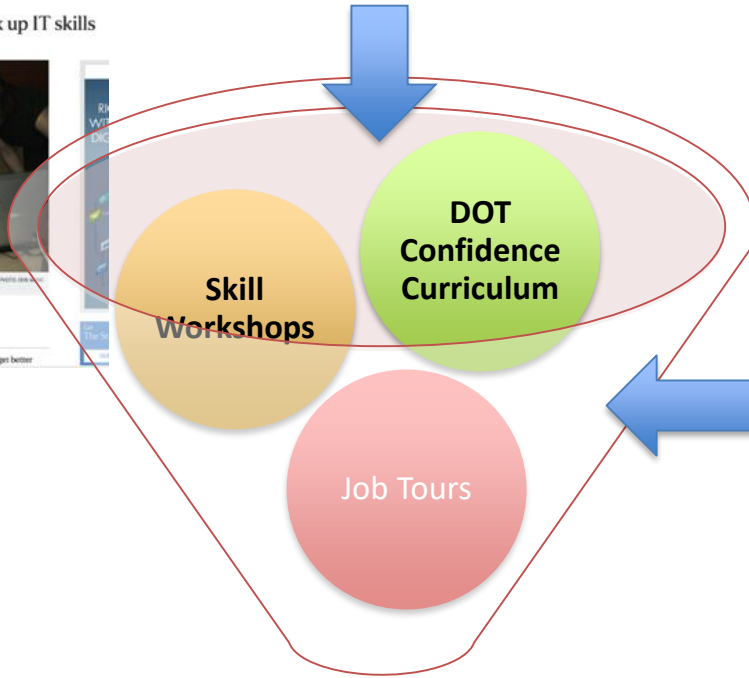 up IT skills
DOT
Confidence
Curriculum
Skill
Workshops
get better
Job Tours